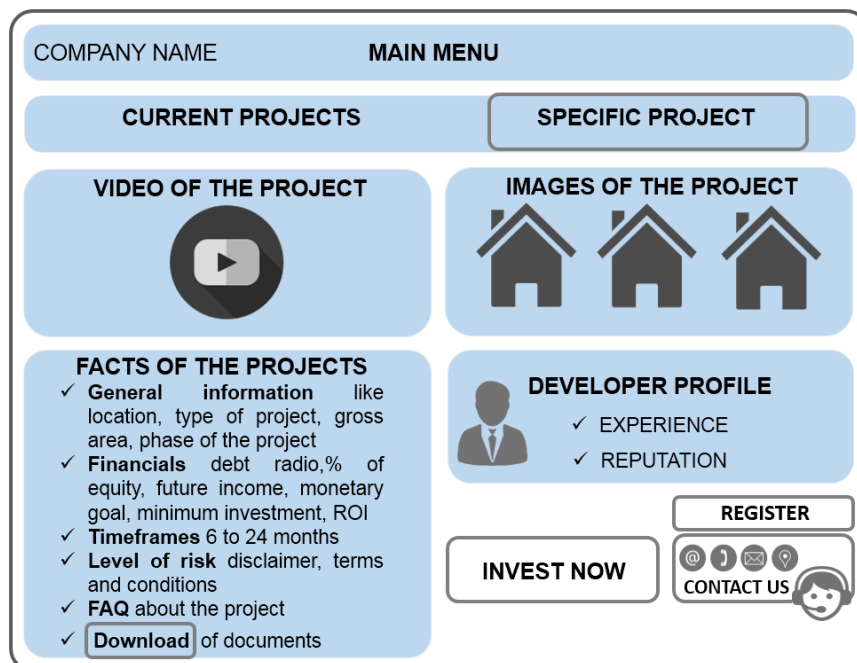 COMPANY NAME MAIN MENU
CURRENT PROJECTS SPECIFIC PROJECT
VIDEO OF THE PROJECT
IMAGES OF THE PROJECT
FACTS OF THE PROJECTS
✓ General information like
location, type of project, gross
area, phase of the project
✓ Financials debt radio,% of
equity, future income, monetary
goal, minimum investment, ROI
✓ Timeframes 6 to 24 months
✓ Level of risk disclaimer, terms
and conditions
✓ FAQ about the project
✓ Download of documents
DEVELOPER PROFILE
✓ EXPERIENCE
✓ REPUTATION
INVEST NOW
REGISTER
@
CONTACT US